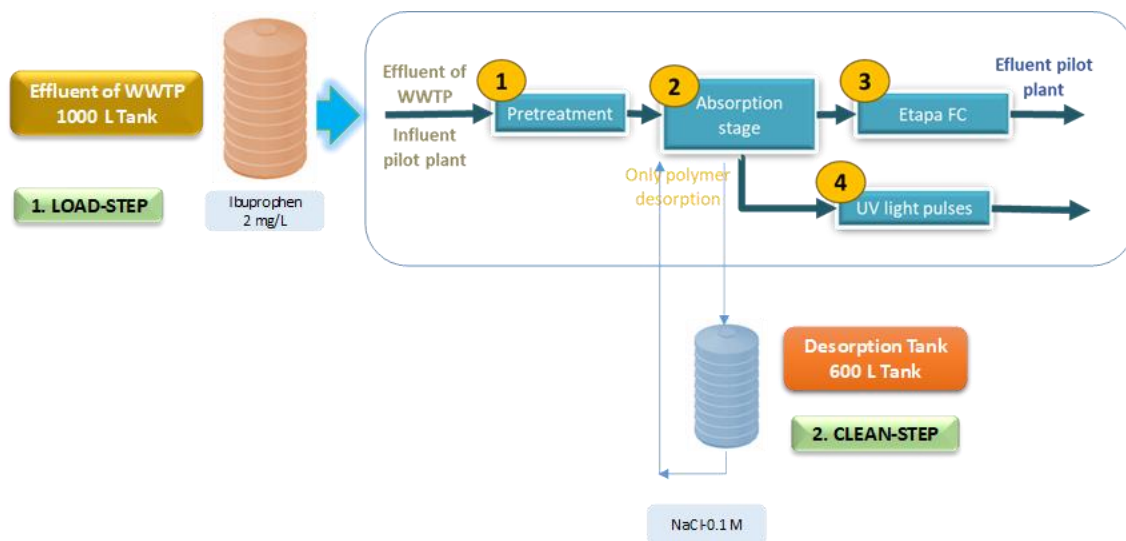 Effluent of WWTP
1000 L Tank
1. LOAD-STEP
Ibuprophen
2 mg/L
Effluent of
WWTP
Influent
pilot plant
1
Pretreatment
2
Absorption
stage
3
Etapa FC
Efluent pilot
plant
Only polymer
desorption
4
UV light pulses
Desorption Tank
600 L Tank
2. CLEAN-STEP
NaCl-0.1 M